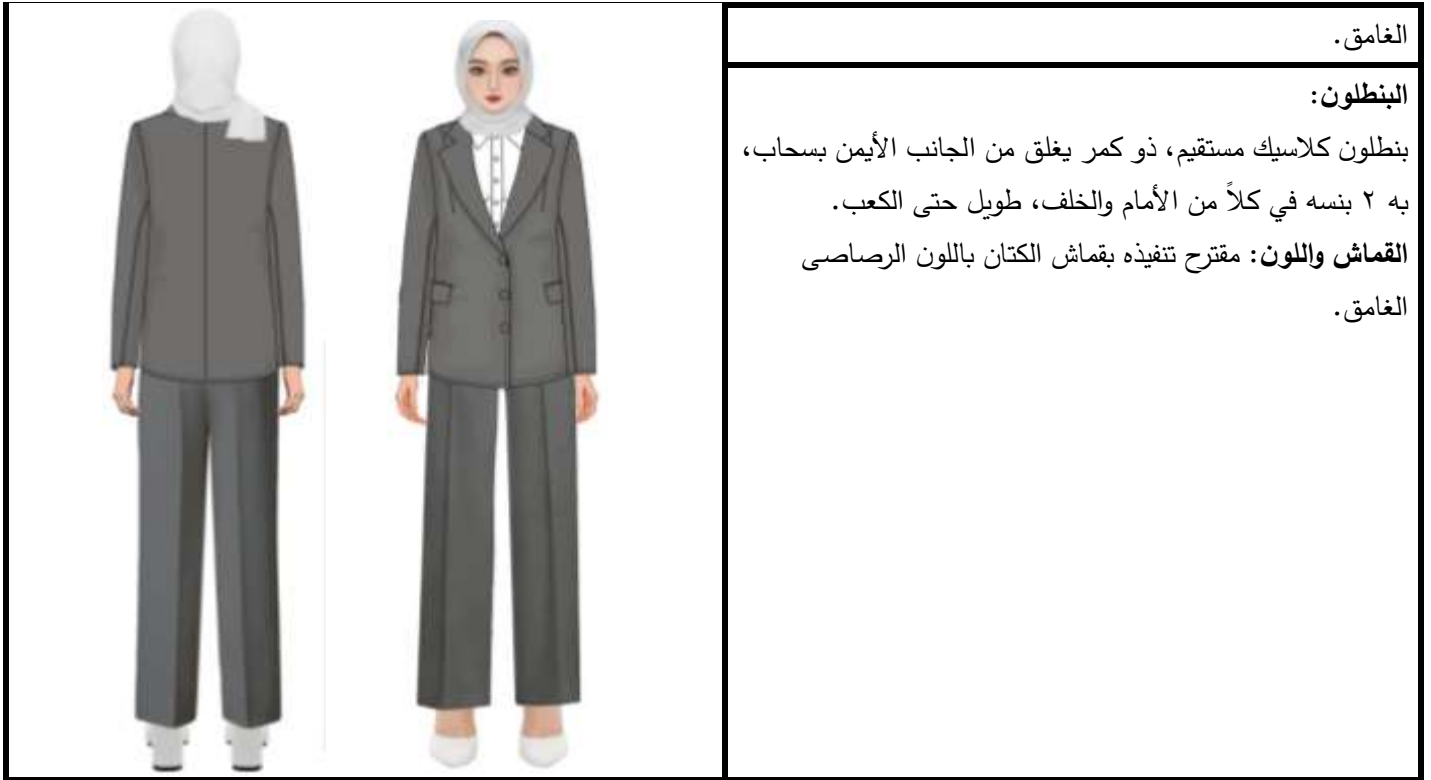 الغامق.
البنطلون:
بنطلون كلاسيك مستقيم، ذو كمر يغلق من الجانب الأيمن بسحاب،
به ٢ بنسه في كلاً من الأمام والخلف، طويل حتى الكعب.
القماش واللون: مقترح تنفيذه بقماش الكتان باللون الرصاصى
الغامق.